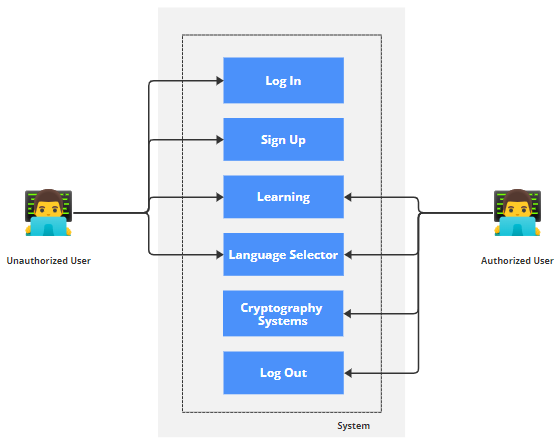 Log In
Sign Up
Learning
Language Selector
Cryptography
Systems
Log Out
Unauthorized User
Authorized User
System